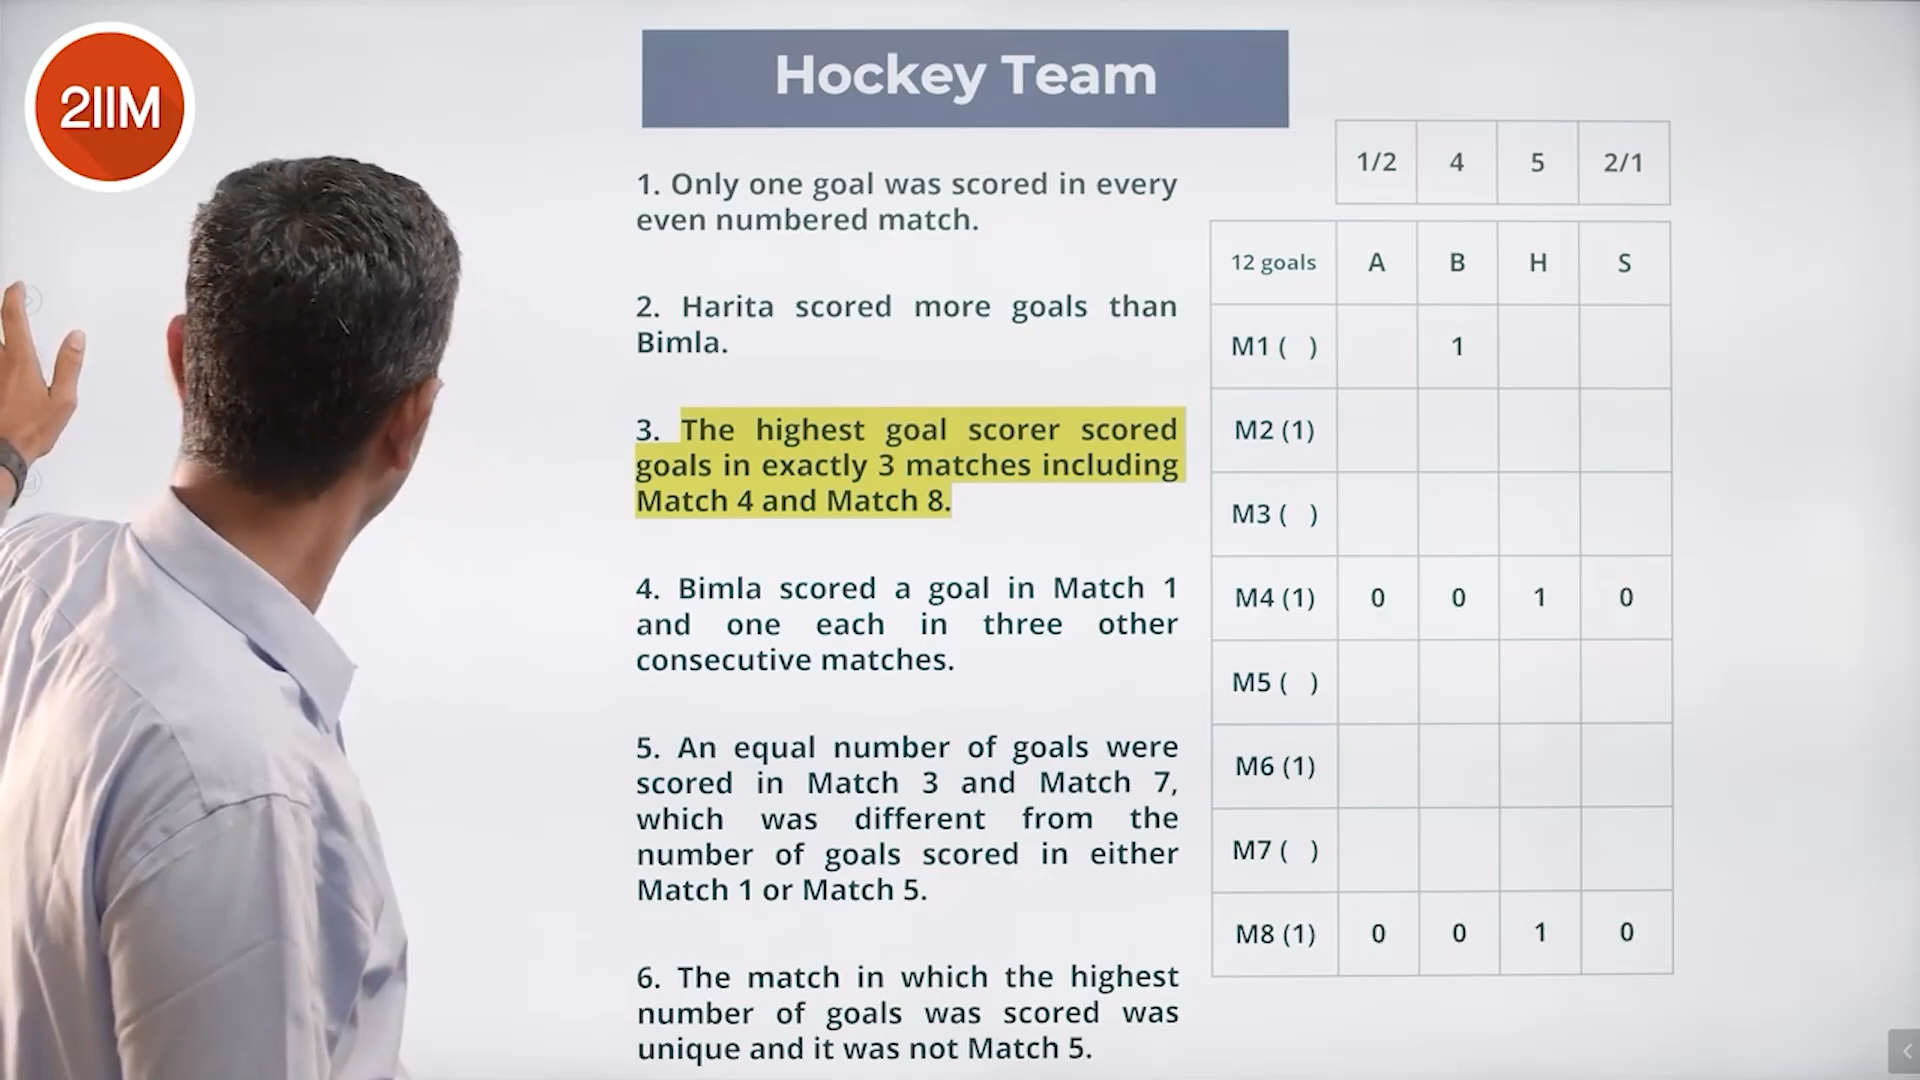 2IIM
Hockey Team
1. Only one goal was scored in every
even numbered match.
2. Harita scored more goals than
Bimla.
3. The highest goal scorer scored
goals in exactly 3 matches including
Match 4 and Match 8.
4. Bimla scored a goal in Match 1
and one each in three other
consecutive matches.
5. An equal number of goals were
scored in Match 3 and Match 7,
which was different from the
number of goals scored in either
Match 1 or Match 5.
6. The match in which the highest
number of goals was scored was
unique and it was not Match 5.
1/2 4 5 2/1
12 goals A B H S
M1 ( ) 1
M2 (1)
M3 ( )
M4 (1) 0 0 1 0
M5 ( )
M6 (1)
M7 ( )
M8 (1) 0 0 1 0